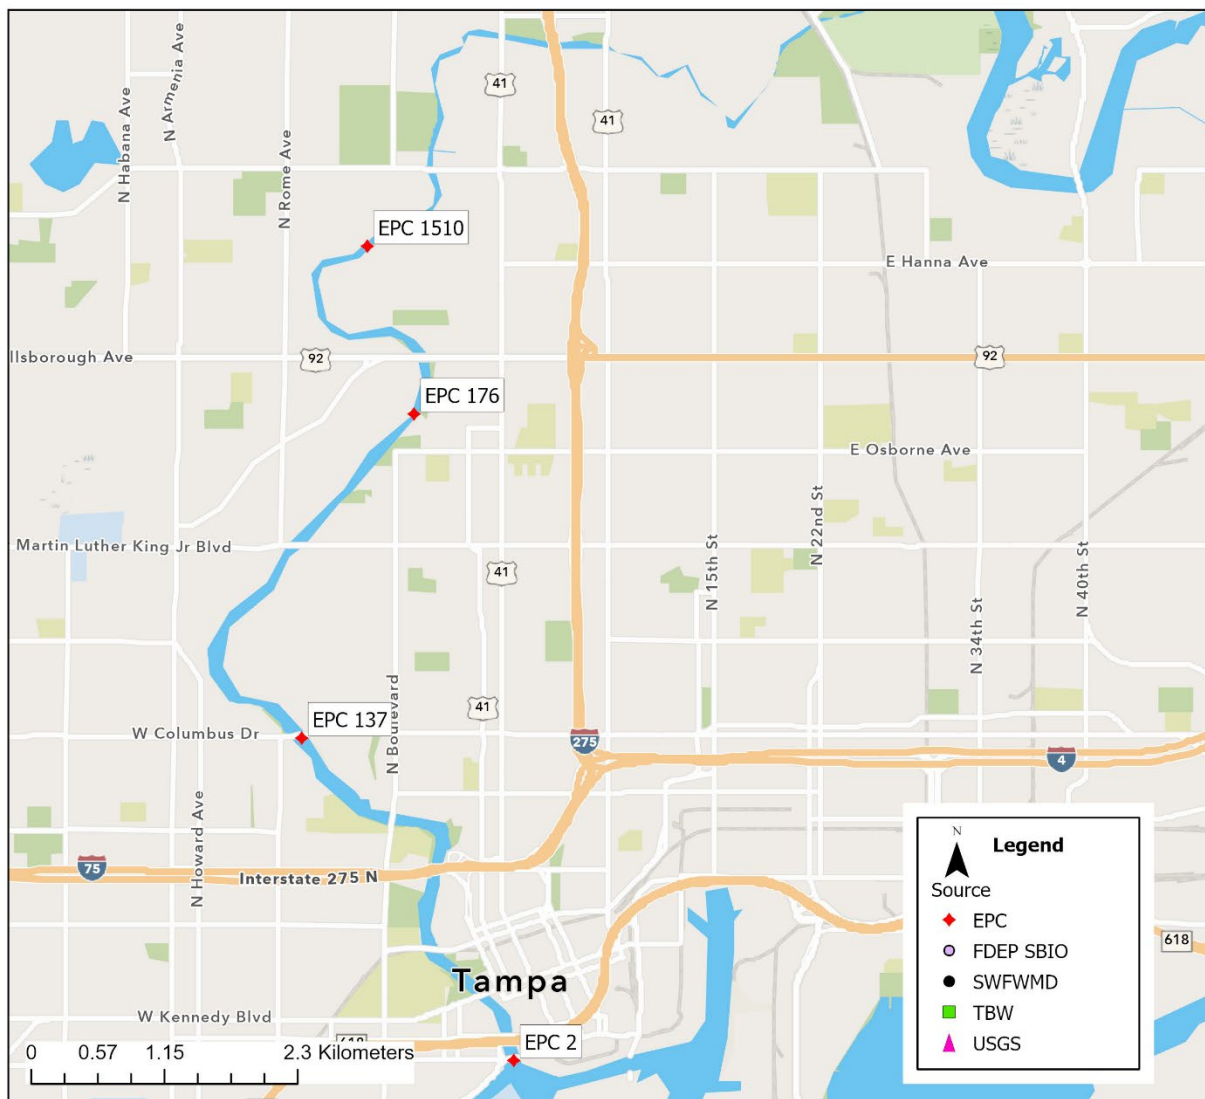 N Armenia Ave
N Habana Ave
N Rome Ave
41
41
EPC 1510
E Hanna Ave
llsborough Ave
92
92
EPC 176
E Osborne Ave
N 22nd St
N 15th St
N 40th St
Martin Luther King Jr Blvd
41
N 34th St
41
EPC 137
W Columbus Dr
N Boulevard
275
4
N Howard Ave
75
Interstate 275 N
N
Legend
Source
EPC
FDEP SBIO
SWFWMD
TBW
USGS
618
Tampa
W Kennedy Blvd
618
EPC 2
0 0.57 1.15 2.3 Kilometers